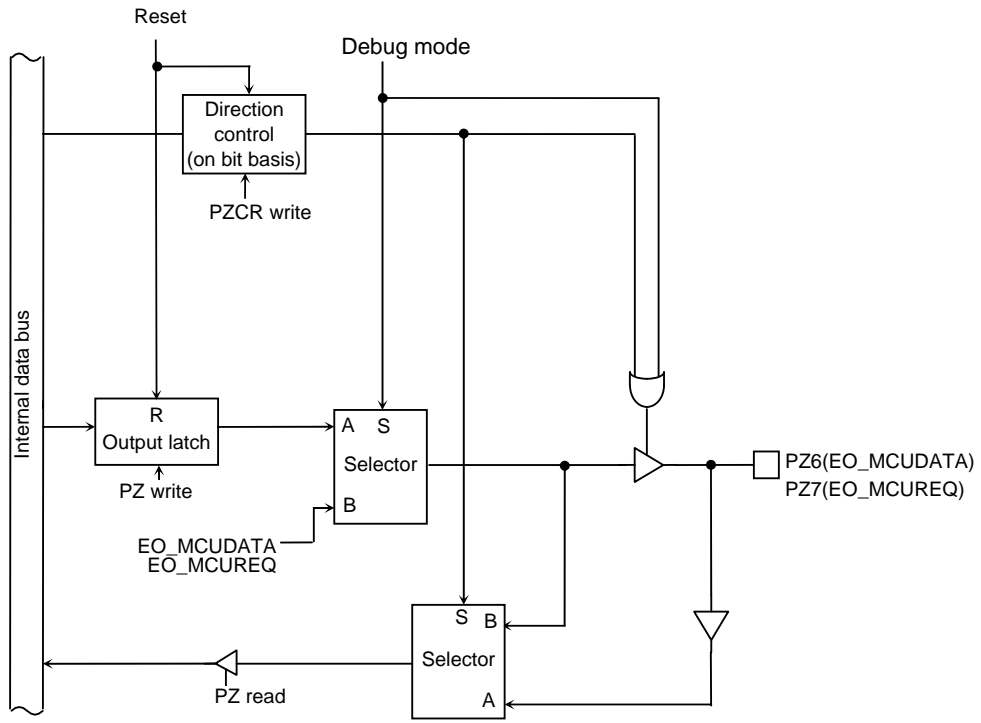 Reset
Debug mode
Direction
control
(on bit basis)
PZCR write
Internal data bus
R
Output latch
PZ write
A
S
Selector
B
EO_MCUDATA
EO_MCUREQ
PZ6(EO_MCUDATA)
PZ7(EO_MCUREQ)
S
B
Selector
A
PZ read